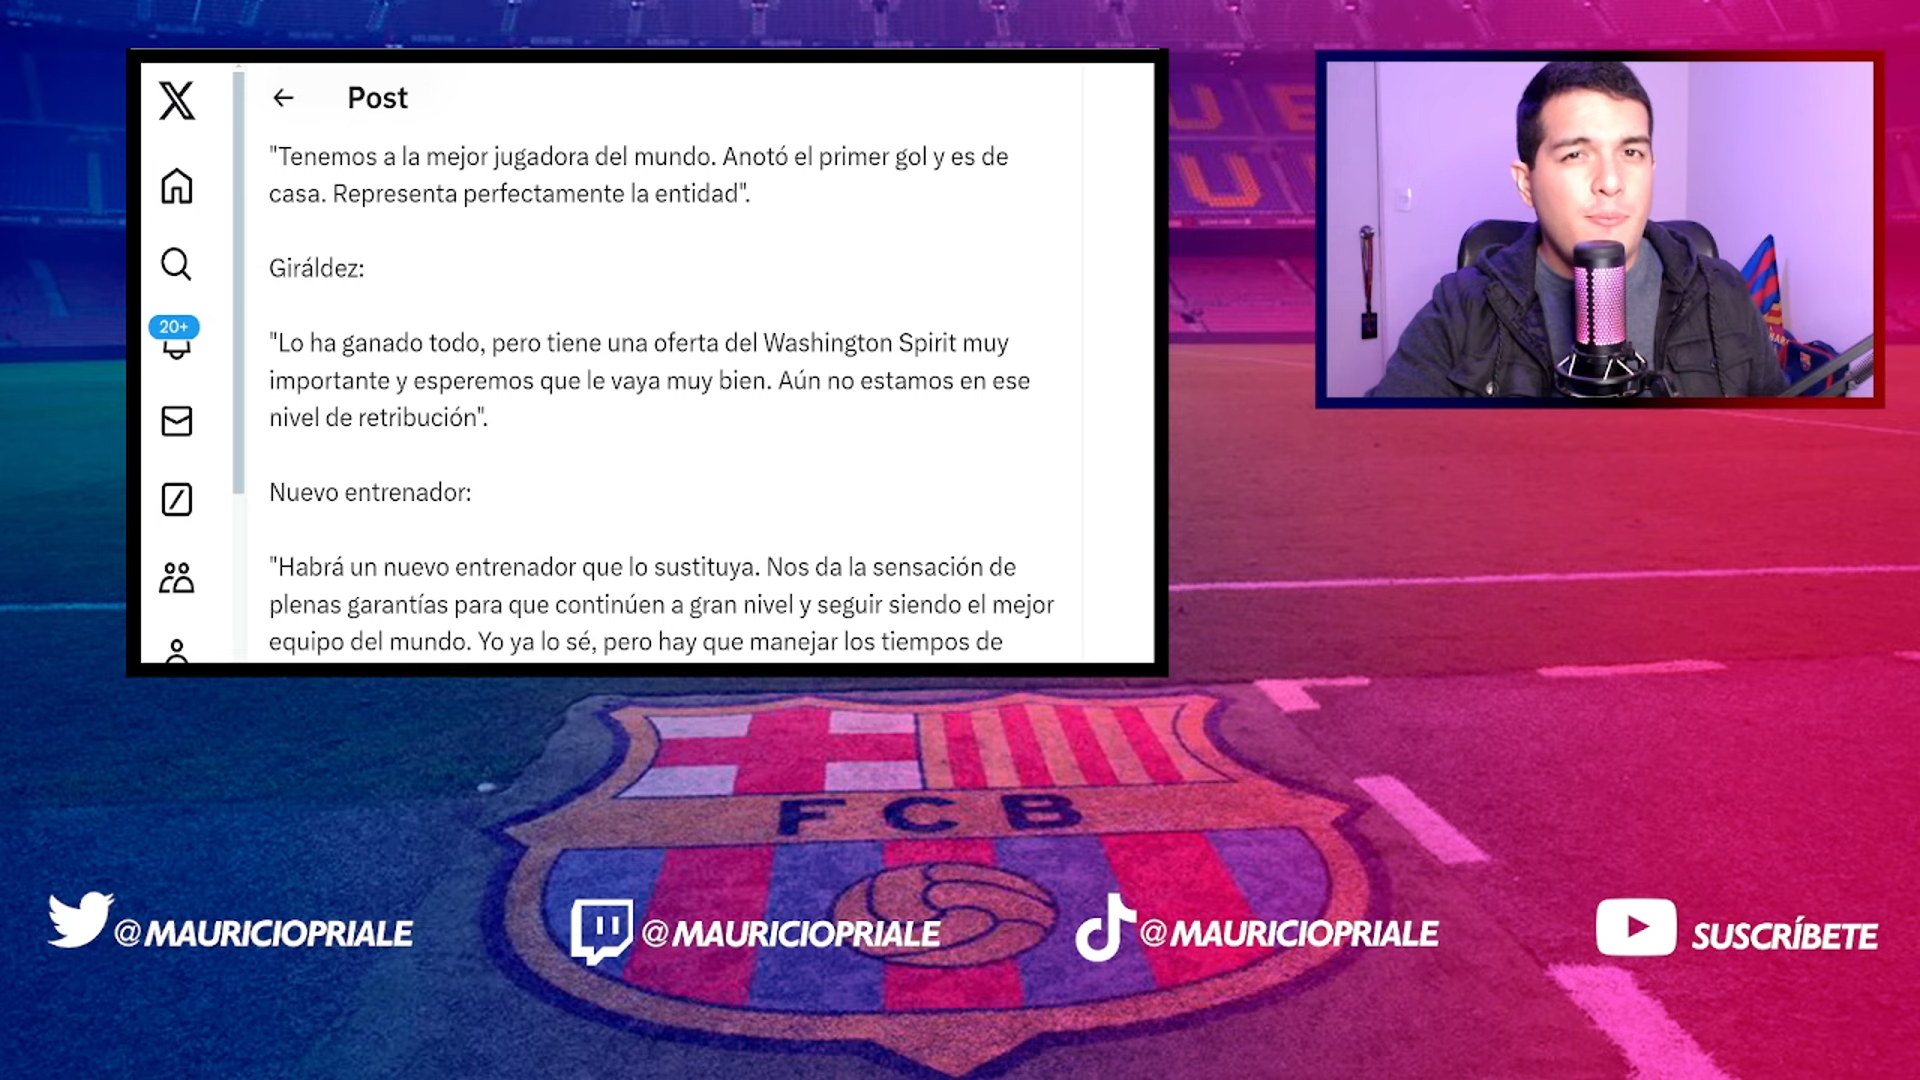 Post
"Tenemos a la mejor jugadora del mundo. Anotó el primer gol y es de
casa. Representa perfectamente la entidad".
Giráldez:
20+
"Lo ha ganado todo, pero tiene una oferta del Washington Spirit muy
importante y esperemos que le vaya muy bien. Aún no estamos en ese
nivel de retribución".
Nuevo entrenador:
"Habrá un nuevo entrenador que lo sustituya. Nos da la sensación de
plenas garantías para que continúen a gran nivel y seguir siendo el mejor
equipo del mundo. Yo ya lo sé, pero hay que manejar los tiempos de
FCB
@MAURICIOPRIALE
@MAURICIOPRIALE
@MAURICIOPRIALE
SUSCRÍBETE